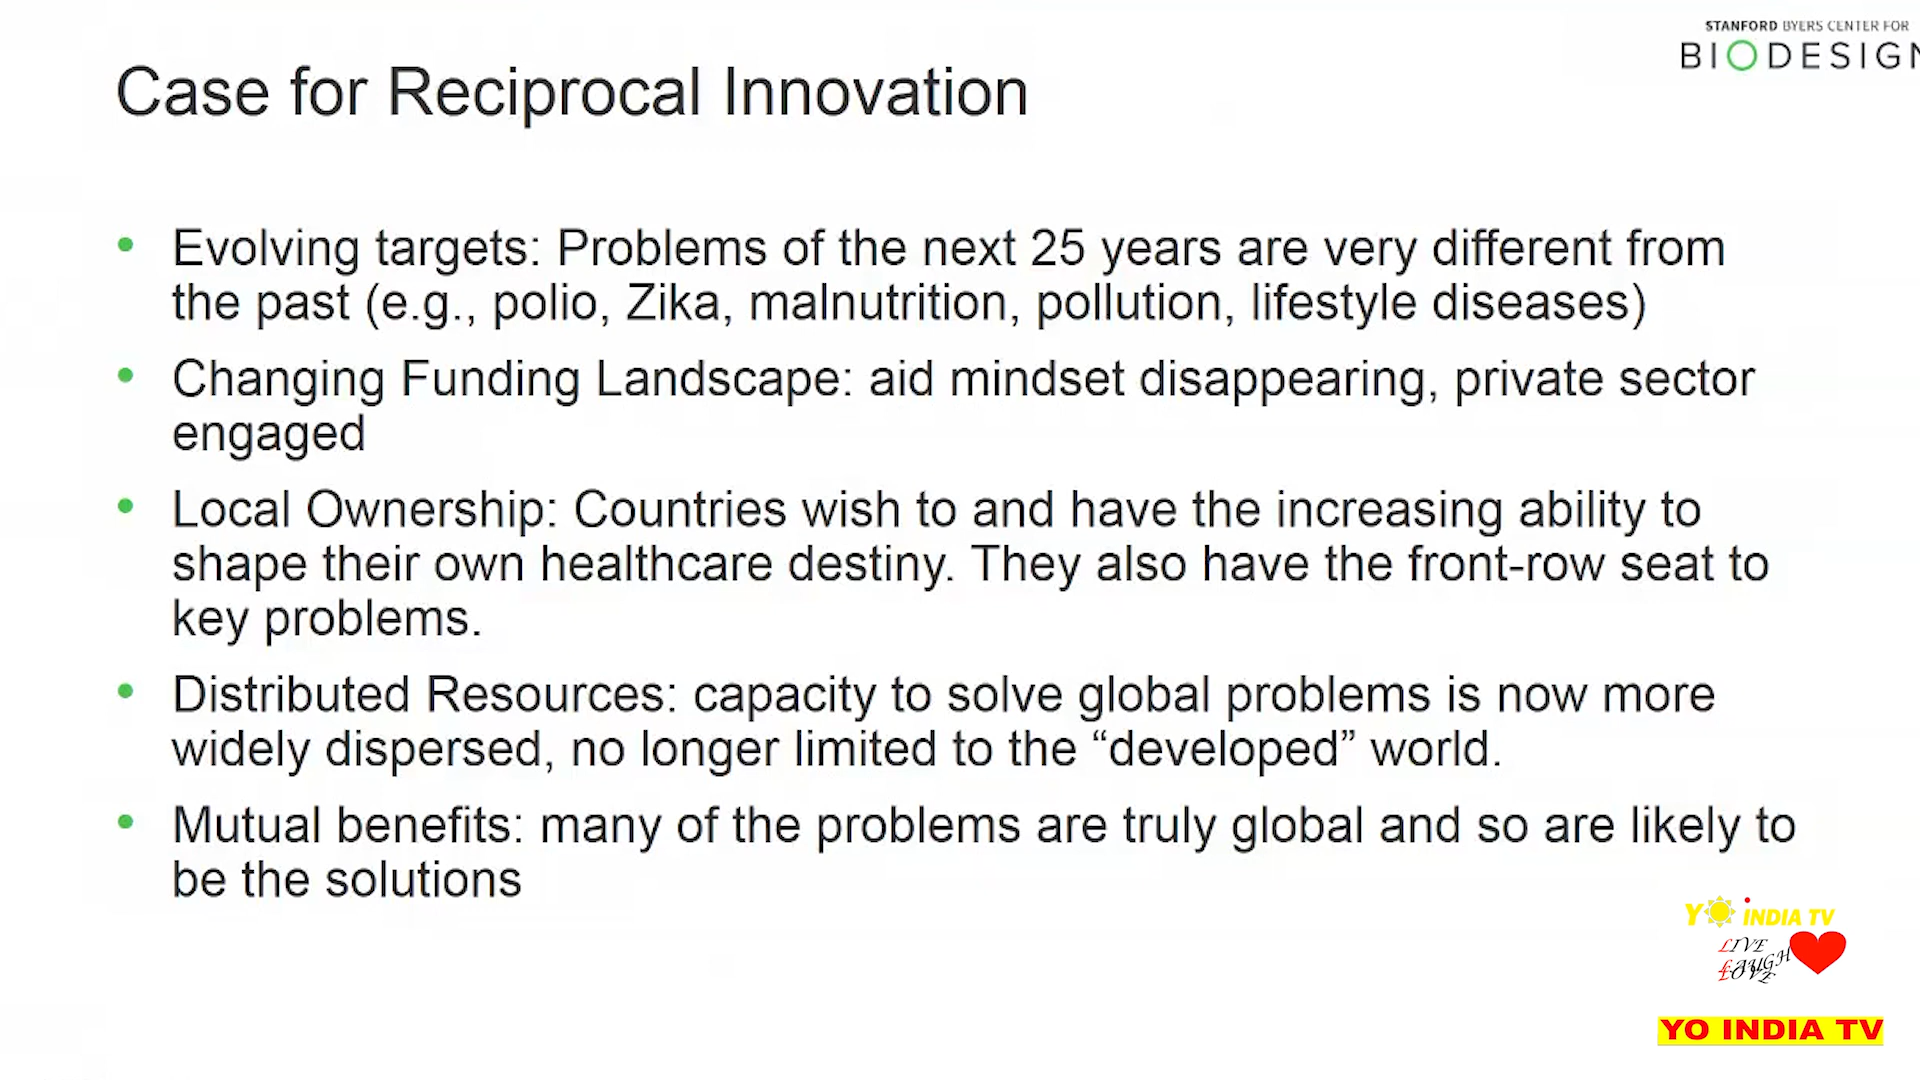 STANFORD BYERS CENTER FOR
BIODESIGN
Case for Reciprocal Innovation
• Evolving targets: Problems of the next 25 years are very different from
the past (e.g., polio, Zika, malnutrition, pollution, lifestyle diseases)
• Changing Funding Landscape: aid mindset disappearing, private sector
engaged
• Local Ownership: Countries wish to and have the increasing ability to
shape their own healthcare destiny. They also have the front-row seat to
key problems.
• Distributed Resources: capacity to solve global problems is now more
widely dispersed, no longer limited to the “developed” world.
• Mutual benefits: many of the problems are truly global and so are likely to
be the solutions
YO INDIA TV
LIVE
LAUGH
LOVE
YO INDIA TV